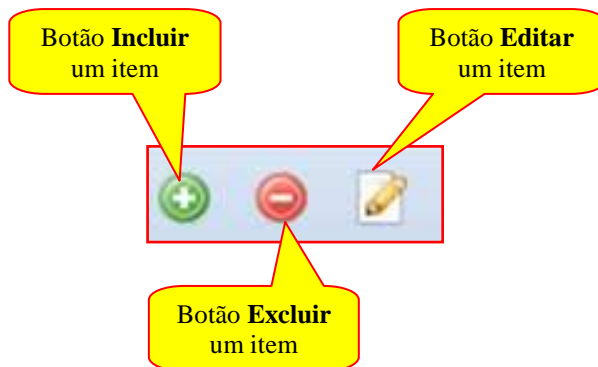 Botão Incluir
um item
Botão Editar
um item
Botão Excluir
um item